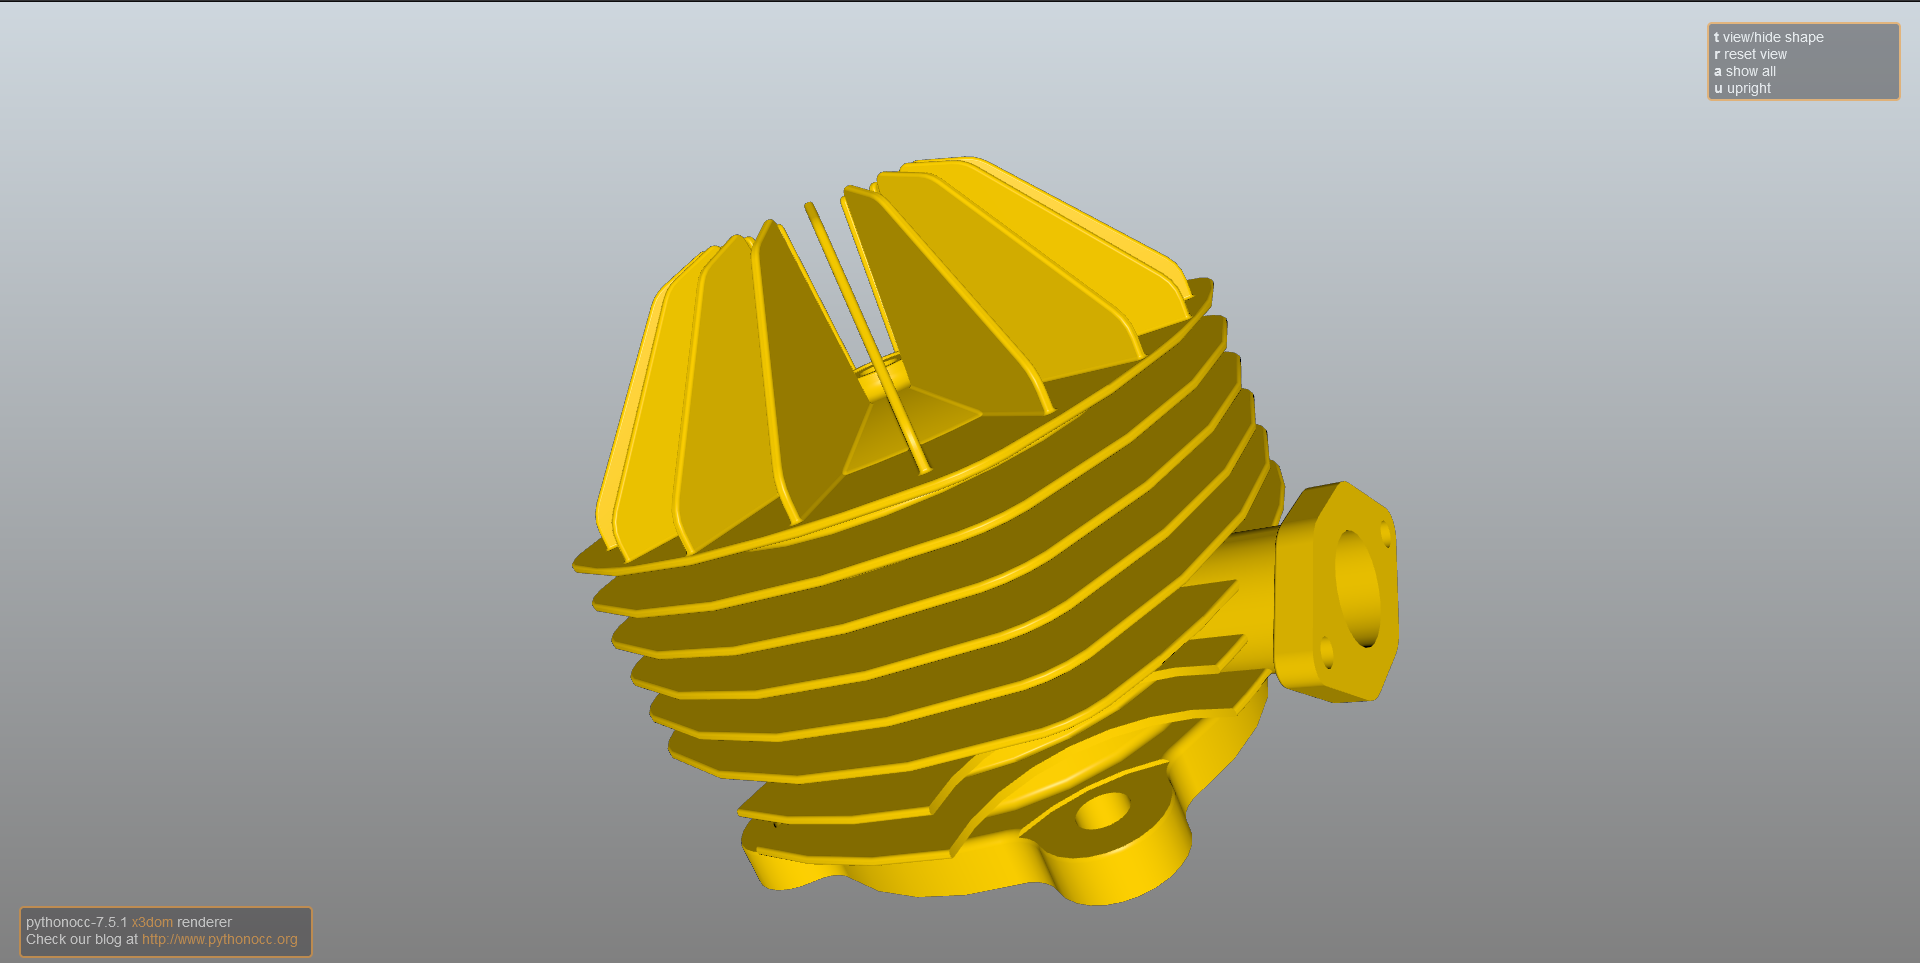 t view/hide shape
r reset view
a show all
u upright
pythonocc-7.5.1 x3dom renderer
Check our blog at http://www.pythonocc.org